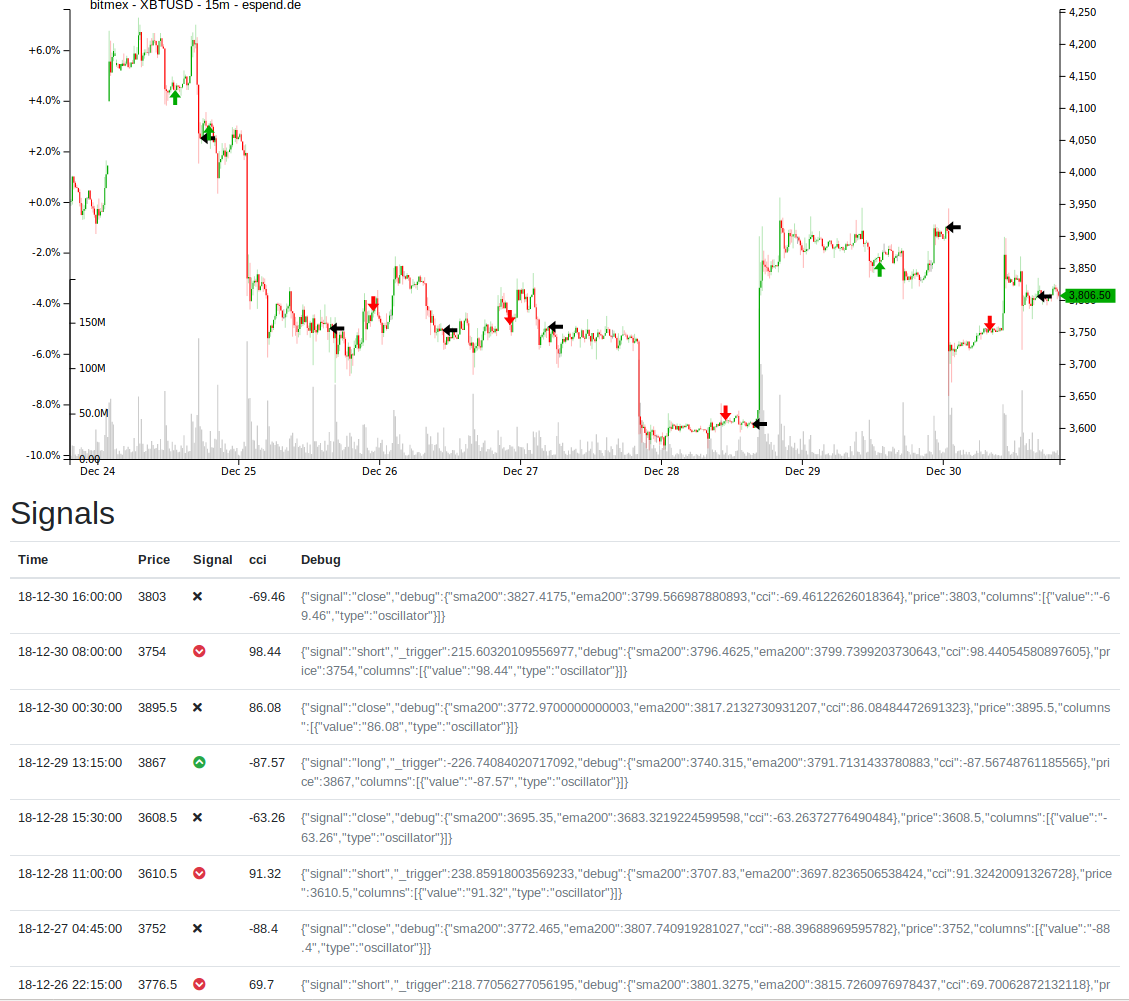 bitmex - XBTUSD - 15m - espend.de
4,250
+6.0%
4,200
4,150
+4.0%
4,100
4,050
+2.0%
4,000
+0.0%
3,950
3,900
-2.0%
3,850
3,806.50
-4.0%
150M
3,750
-6.0%
100M
3,700
3,650
-8.0%
50.0M
3,600
-10.0%
0.00
Dec 24 Dec 25 Dec 26 Dec 27 Dec 28 Dec 29 Dec 30
Signals
Time Price Signal cci Debug
18-12-30 16:00:00 3803 -69.46 {"signal":"close","debug":{"sma200":3827.4175,"ema200":3799.566987880893,"cci":-69.46122626018364},"price":3803,"columns":[{"value":"-6
9.46","type":"oscillator"}]}
18-12-30 08:00:00 3754 98.44 {"signal":"short","_trigger":215.60320109556977,"debug":{"sma200":3796.4625,"ema200":3799.7399203730643,"cci":98.44054580897605},"pr
ice":3754,"columns":[{"value":"98.44","type":"oscillator"}]}
18-12-30 00:30:00 3895.5 86.08 {"signal":"close","debug":{"sma200":3772.9700000000003,"ema200":3817.2132730931207,"cci":86.08484472691323},"price":3895.5,"columns
":[{"value":"86.08","type":"oscillator"}]}
18-12-29 13:15:00 3867 -87.57 {"signal":"long","_trigger":-226.74084020717092,"debug":{"sma200":3740.315,"ema200":3791.7131433780883,"cci":-87.56748761185565},"pri
ce":3867,"columns":[{"value":"-87.57","type":"oscillator"}]}
18-12-28 15:30:00 3608.5 -63.26 {"signal":"close","debug":{"sma200":3695.35,"ema200":3683.3219224599598,"cci":-63.26372776490484},"price":3608.5,"columns":[{"value":"-
63.26","type":"oscillator"}]}
18-12-28 11:00:00 3610.5 91.32 {"signal":"short","_trigger":238.85918003569233,"debug":{"sma200":3707.83,"ema200":3697.8236506538424,"cci":91.32420091326728},"price
":3610.5,"columns":[{"value":"91.32","type":"oscillator"}]}
18-12-27 04:45:00 3752 -88.4 {"signal":"close","debug":{"sma200":3772.465,"ema200":3807.740919281027,"cci":-88.39688969595782},"price":3752,"columns":[{"value":"-88
.4","type":"oscillator"}]}
18-12-26 22:15:00 3776.5 69.7 {"signal":"short","_trigger":218.77056277056195,"debug":{"sma200":3801.3275,"ema200":3815.7260976978437,"cci":69.70062872132118},"pr